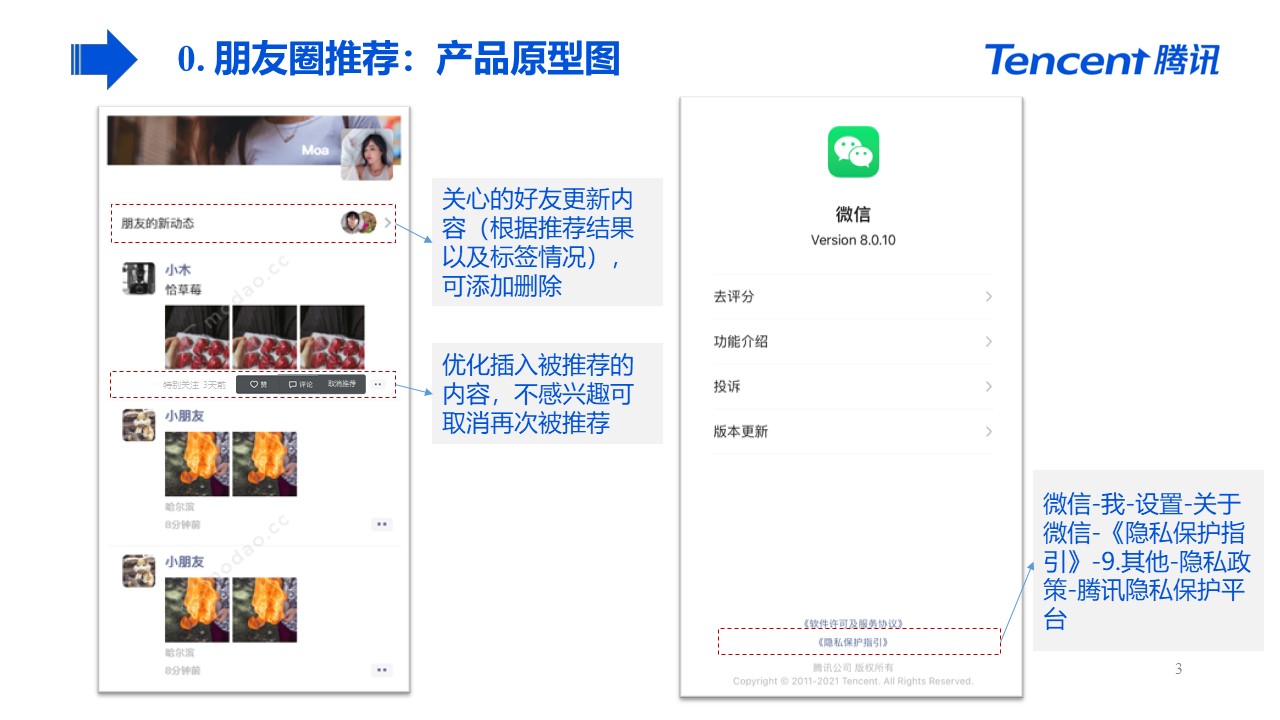 0. 朋友圈推荐：产品原型图
Tencent 腾讯
Moa
朋友的新动态
小木
恰草莓
modao.cc
特别关注 3天前
赞
评论
取消推荐
小朋友
哈尔滨
8分钟前
modao.cc
小朋友
哈尔滨
8分钟前
关心的好友更新内
容（根据推荐结果
以及标签情况），
可添加删除
优化插入被推荐的
内容，不感兴趣可
取消再次被推荐
微信
Version 8.0.10
去评分
功能介绍
投诉
版本更新
《软件许可及服务协议》
《隐私保护指引》
腾讯公司 版权所有
Copyright © 2011-2021 Tencent. All Rights Reserved.
微信-我-设置-关于
微信-《隐私保护指
引》-9.其他-隐私政
策-腾讯隐私保护平
台
3